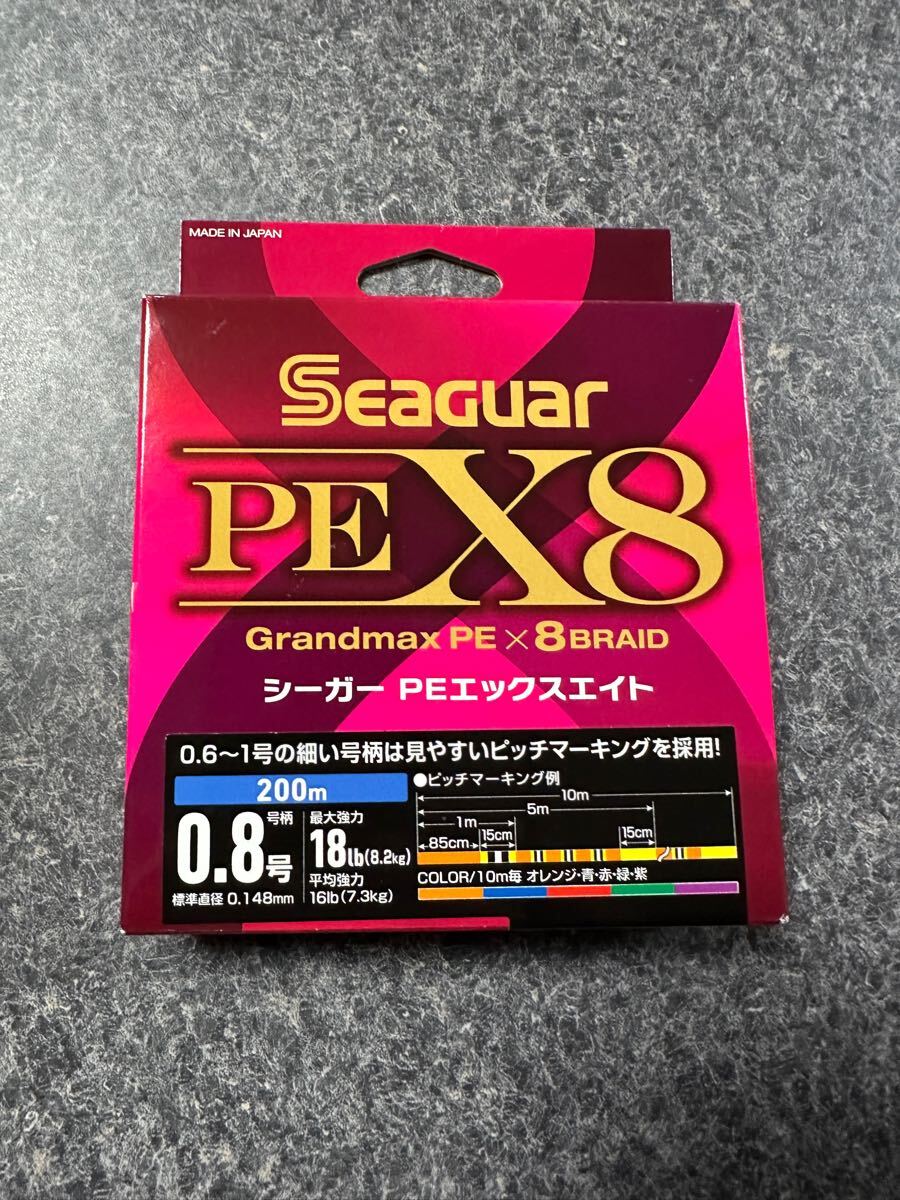 MADE IN JAPAN
SEAGUAR
PE X8
Grandmax PE×8BRAID
シーガー PEエックスエイト
0.6～1号の細い号柄は見やすいピッチマーキングを採用!
200m
号柄
0.8号
標準直径 0.148mm
最大強力
18lb(8.2kg)
平均強力
16lb(7.3kg)
●ピッチマーキング例
10m
5m
1m
85cm
15cm
15cm
COLOR/10m毎 オレンジ・青・赤・緑・紫